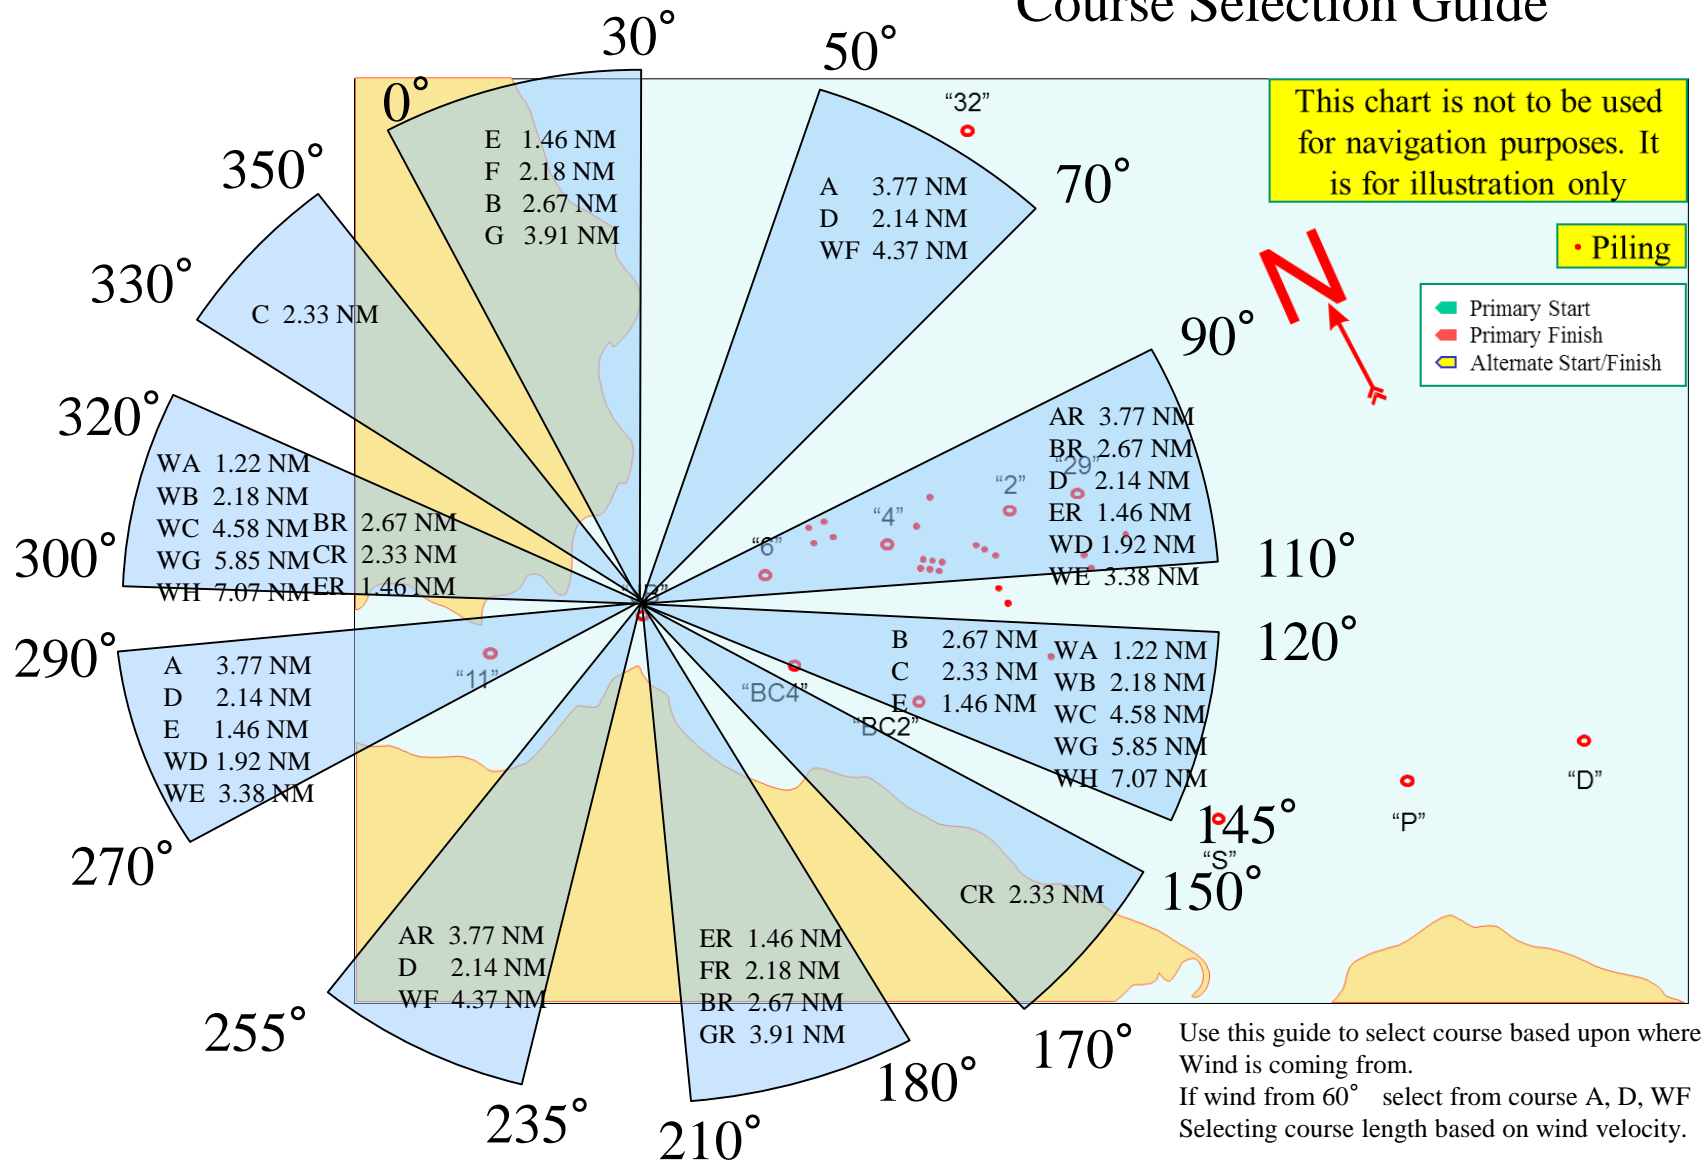 Course Selection Guide
30°
50°
0°
"32"
This chart is not to be used
for navigation purposes. It
is for illustration only
E 1.46 NM
F 2.18 NM
B 2.67 NM
G 3.91 NM
350°
A 3.77 NM
D 2.14 NM
WF 4.37 NM
70°
N
• Piling
330°
C 2.33 NM
90°
Primary Start
Primary Finish
Alternate Start/Finish
320°
WA 1.22 NM
WB 2.18 NM
WC 4.58 NM
WG 5.85 NM
WH 7.07 NM
BR 2.67 NM
CR 2.33 NM
ER 1.46 NM
300°
AR 3.77 NM
BR 2.67 NM
D 2.14 NM
ER 1.46 NM
WD 1.92 NM
WE 3.38 NM
"29"
"2"
"4"
"6"
110°
290°
A 3.77 NM
D 2.14 NM
E 1.46 NM
WD 1.92 NM
WE 3.38 NM
"11"
"BC4"
"BC2"
B 2.67 NM
C 2.33 NM
E 1.46 NM
WA 1.22 NM
WB 2.18 NM
WC 4.58 NM
WG 5.85 NM
WH 7.07 NM
120°
"D"
"P"
145°
"S"
270°
150°
CR 2.33 NM
AR 3.77 NM
D 2.14 NM
WF 4.37 NM
ER 1.46 NM
FR 2.18 NM
BR 2.67 NM
GR 3.91 NM
255°
170°
180°
235°
210°
Use this guide to select course based upon where
Wind is coming from.
If wind from 60° select from course A, D, WF
Selecting course length based on wind velocity.